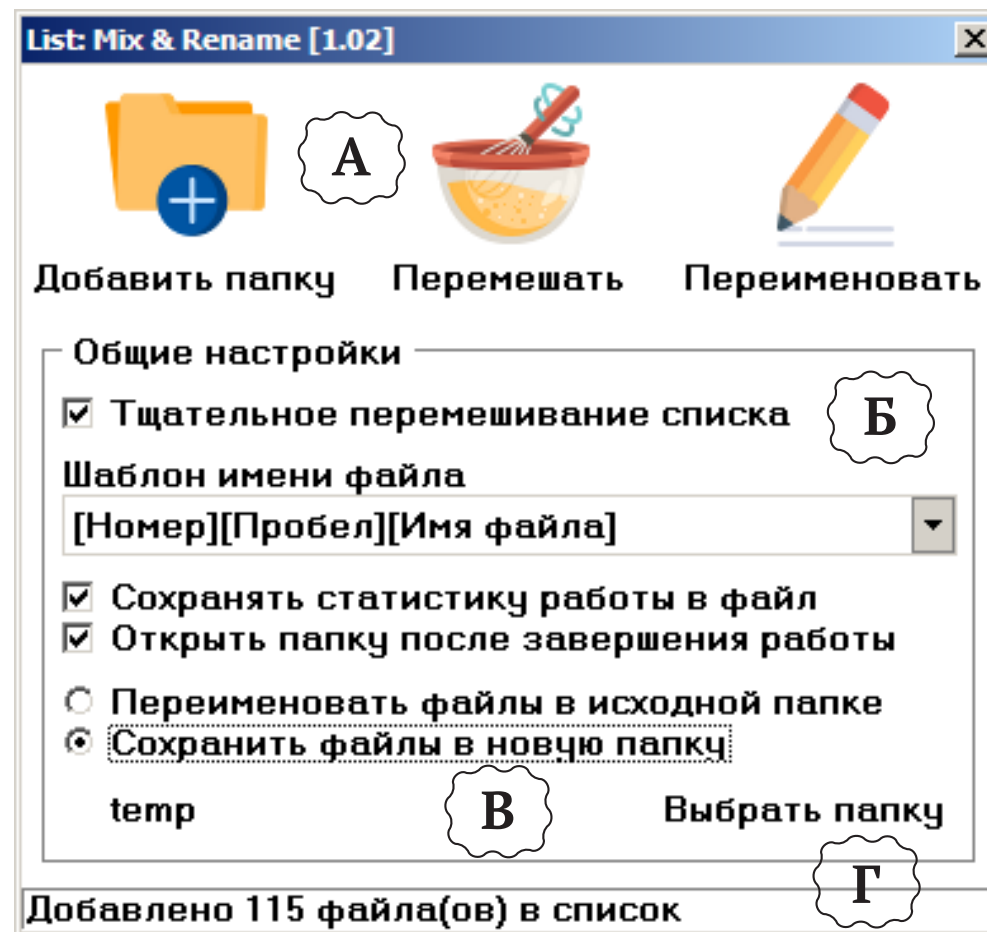 List: Mix & Rename [1.02]
А
Добавить папку Перемешать Переименовать
Общие настройки
Тщательное перемешивание списка Б
Шаблон имени файла
[Номер][Пробел][Имя файла]
Сохранять статистику работы в файл
Открыть папку после завершения работы
Переименовать файлы в исходной папке
Сохранить файлы в новую папку
temp В Выбрать папку
Г
Добавлено 115 файла(ов) в список